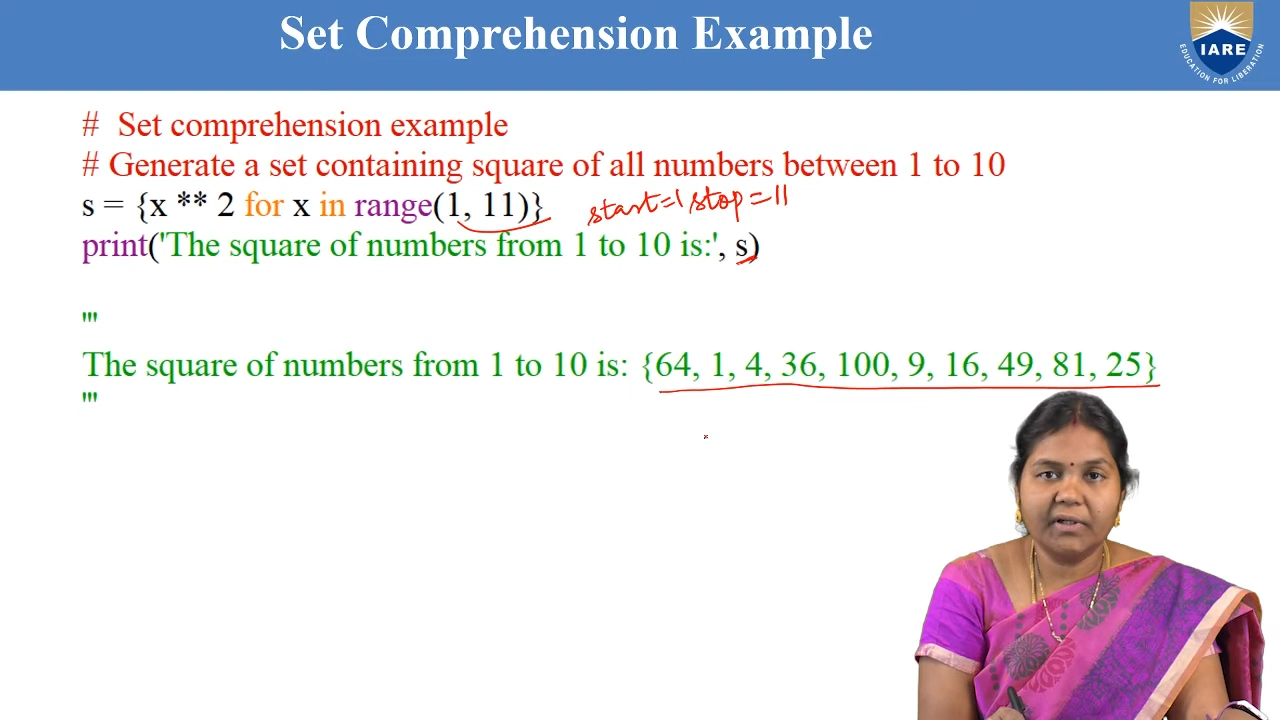 Set Comprehension Example
IARE
EDUCATION FOR LIBERATION
# Set comprehension example
# Generate a set containing square of all numbers between 1 to 10
s = {x ** 2 for x in range(1, 11)}
start=1 stop=11
print('The square of numbers from 1 to 10 is:', s)
'''
The square of numbers from 1 to 10 is: {64, 1, 4, 36, 100, 9, 16, 49, 81, 25}
'''